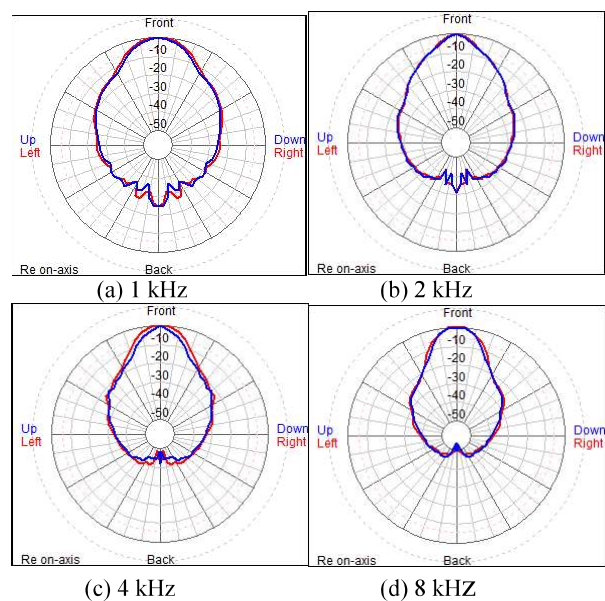 Front
-10
-20
-30
-40
-50
Up
Left
Down
Right
Re on-axis
Back
(a) 1 kHz
Front
-10
-20
-30
-40
-50
Up
Left
Down
Right
Re on-axis
Back
(b) 2 kHz
Front
-10
-20
-30
-40
-50
Up
Left
Down
Right
Re on-axis
Back
(c) 4 kHz
Front
-10
-20
-30
-40
-50
Up
Left
Down
Right
Re on-axis
Back
(d) 8 kHz